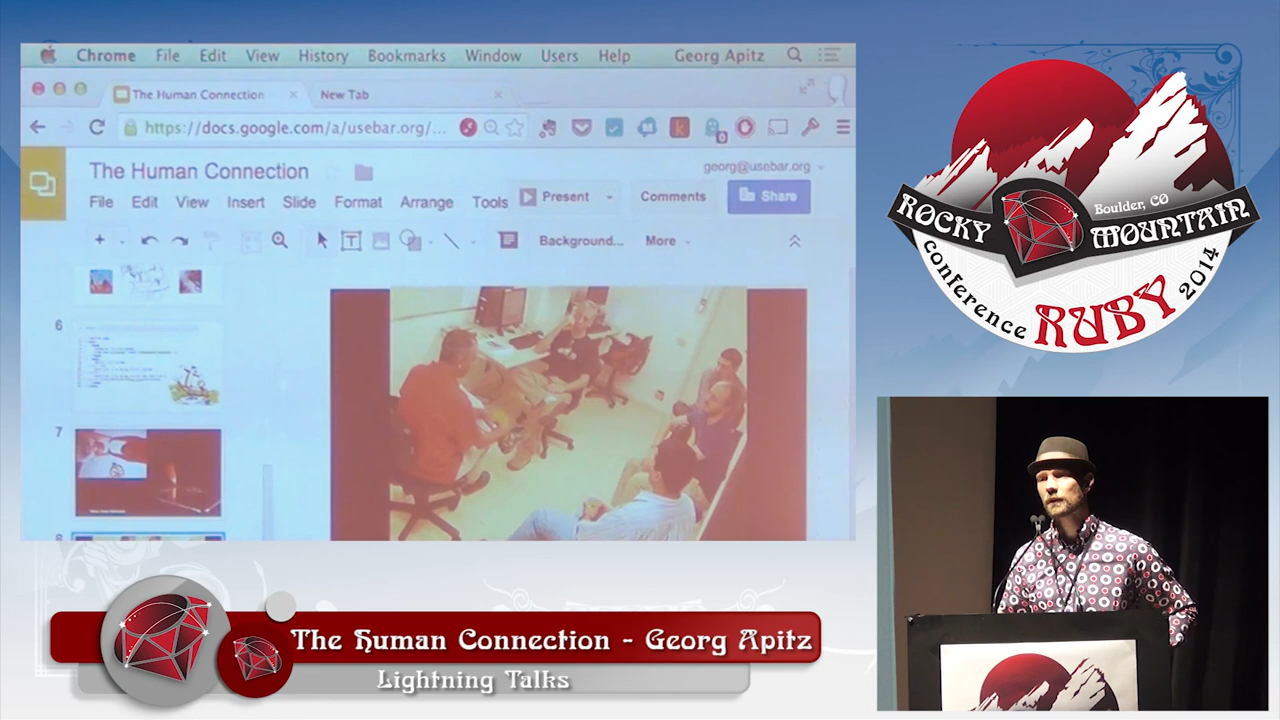 Chrome File Edit View History Bookmarks Window Users Help Georg Apitz
The Human Connection × New Tab ×
https://docs.google.com/a/usebar.org/...
The Human Connection
georg@usebar.org
File Edit View Insert Slide Format Arrange Tools Present Comments Share
Background... More
6
7
8
Boulder, CO
ROCKY MOUNTAIN
conference RUBY 2014
The Human Connection - Georg Apitz
Lightning Talks